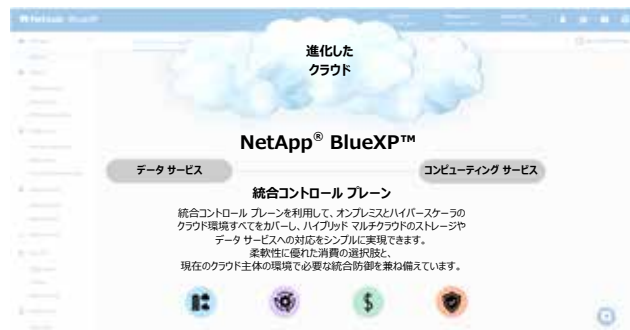 NetApp BlueXP
進化した
クラウド
NetApp® BlueXP™
データ サービス
コンピューティング サービス
統合コントロール プレーン
統合コントロール プレーンを利用して、オンプレミスとハイパースケーラの
クラウド環境すべてをカバーし、ハイブリッド マルチクラウドのストレージや
データ サービスへの対応をシンプルに実現できます。
柔軟性に優れた消費の選択肢と、
現在のクラウド主体の環境で必要な統合防御を兼ね備えています。